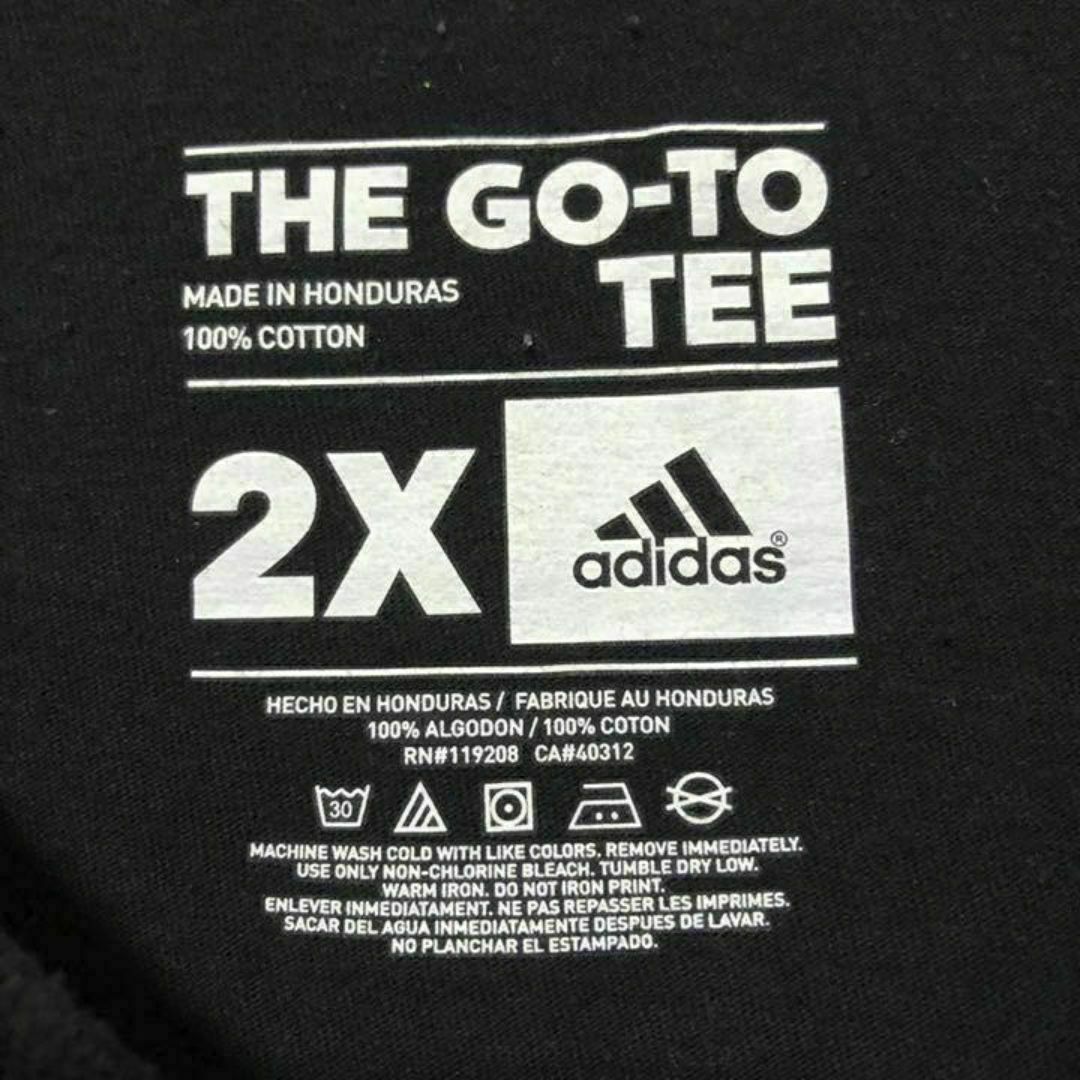 THE GO-TO
TEE
MADE IN HONDURAS
100% COTTON
2X
adidas®
HECHO EN HONDURAS / FABRIQUE AU HONDURAS
100% ALGODON / 100% COTON
RN#119208 CA#40312
30
MACHINE WASH COLD WITH LIKE COLORS. REMOVE IMMEDIATELY.
USE ONLY NON-CHLORINE BLEACH. TUMBLE DRY LOW.
WARM IRON. DO NOT IRON PRINT.
ENLEVER INMEDIATAMENT. NE PAS REPASSER LES IMPRIMES.
SACAR DEL AGUA INMEDIATAMENTE DESPUES DE LAVAR.
NO PLANCHAR EL ESTAMPADO.